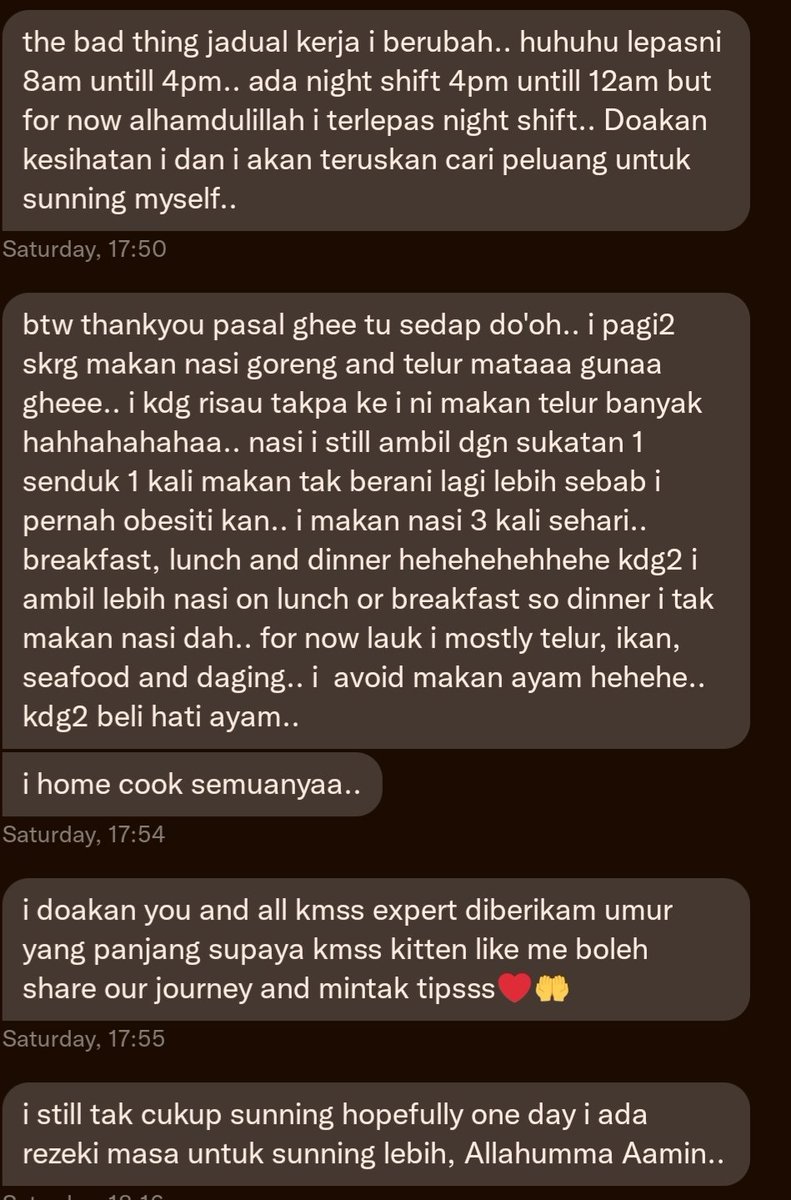 the bad thing jadual kerja i berubah.. huhuhu lepasni
8am untill 4pm.. ada night shift 4pm untill 12am but
for now alhamdulillah i terlepas night shift.. Doakan
kesihatan i dan i akan teruskan cari peluang untuk
sunning myself..
Saturday, 17:50
btw thankyou pasal ghee tu sedap do'oh.. i pagi2
skrg makan nasi goreng and telur mataaa gunaa
gheee.. i kdg risau takpa ke i ni makan telur banyak
hahhahahahaa.. nasi i still ambil dgn sukatan 1
senduk 1 kali makan tak berani lagi lebih sebab i
pernah obesiti kan.. i makan nasi 3 kali sehari..
breakfast, lunch and dinner hehehehehhehe kdg2 i
ambil lebih nasi on lunch or breakfast so dinner i tak
makan nasi dah.. for now lauk i mostly telur, ikan,
seafood and daging.. i  avoid makan ayam hehehe..
kdg2 beli hati ayam..
i home cook semuanyaa..
Saturday, 17:54
i doakan you and all kmss expert diberikam umur
yang panjang supaya kmss kitten like me boleh
share our journey and mintak tipsss❤️🤲
Saturday, 17:55
i still tak cukup sunning hopefully one day i ada
rezeki masa untuk sunning lebih, Allahumma Aamin..